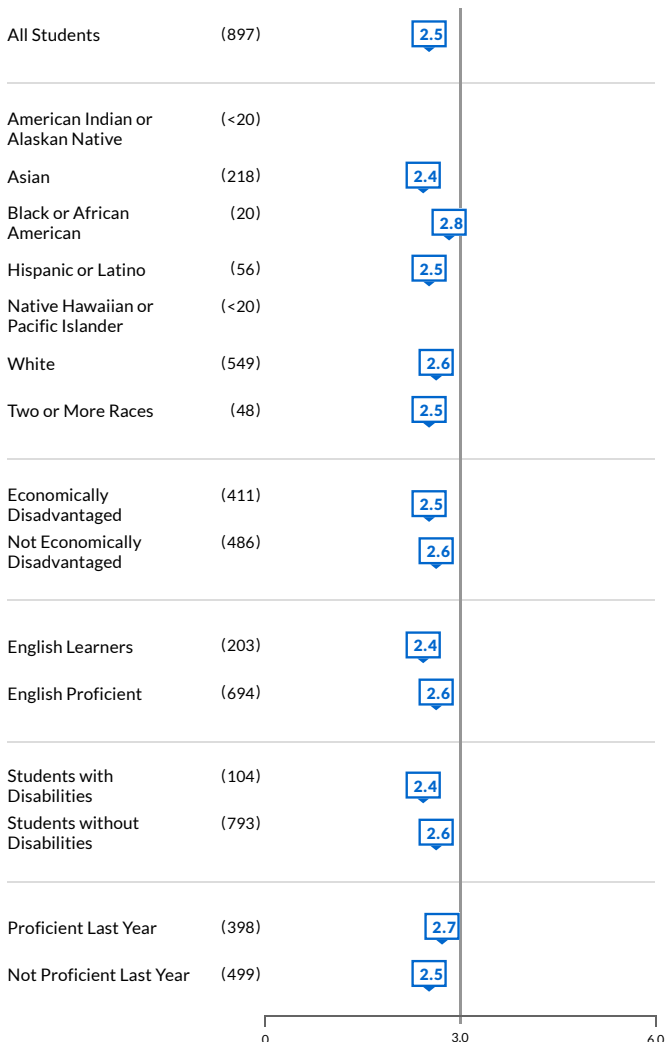 All Students (897) 2.5
American Indian or (<20)
Alaskan Native
Asian (218) 2.4
Black or African (20) 2.8
American
Hispanic or Latino (56) 2.5
Native Hawaiian or (<20)
Pacific Islander
White (549) 2.6
Two or More Races (48) 2.5
Economically (411) 2.5
Disadvantaged
Not Economically (486) 2.6
Disadvantaged
English Learners (203) 2.4
English Proficient (694) 2.6
Students with (104) 2.4
Disabilities
Students without (793) 2.6
Disabilities
Proficient Last Year (398) 2.7
Not Proficient Last Year (499) 2.5
0 3.0 6.0